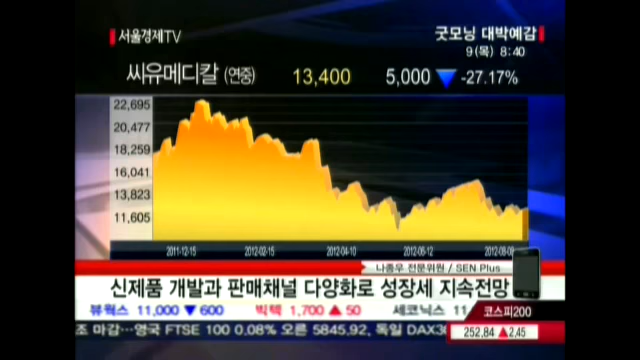 서울경제TV
굿모닝 대박예감
9 (목) 8:40
씨유메디칼 (연중) 13,400 5,000 ▼ -27.17%
22,695
20,477
18,259
16,041
13,823
11,605
2011-12-15 2012-02-15 2012-04-10 2012-06-12 2012-08-08
나종우 전문위원 / SEN Plus
신제품 개발과 판매채널 다양화로 성장세 지속전망
뷰웍스 11,000 ▼ 600 빅텍 1,700 ▲ 50 세코닉스 11
코스피200
조 마감…영국 FTSE 100 0.08% 오른 5845.92, 독일 DAX30
252.84 ▲ 2.45